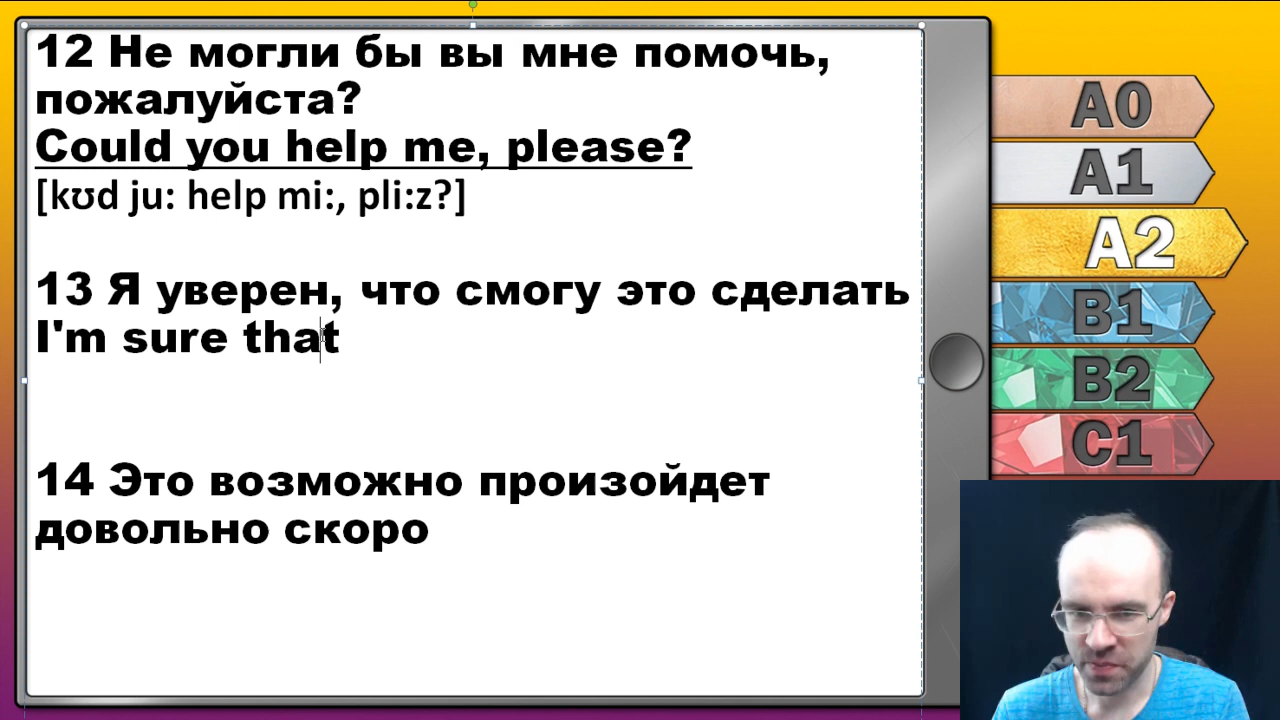 12 Не могли бы вы мне помочь,
пожалуйста?
Could you help me, please?
[kʊd ju: help mi:, pli:z?]
13 Я уверен, что смогу это сделать
I'm sure that
14 Это возможно произойдет
довольно скоро
A0
A1
A2
B1
B2
C1